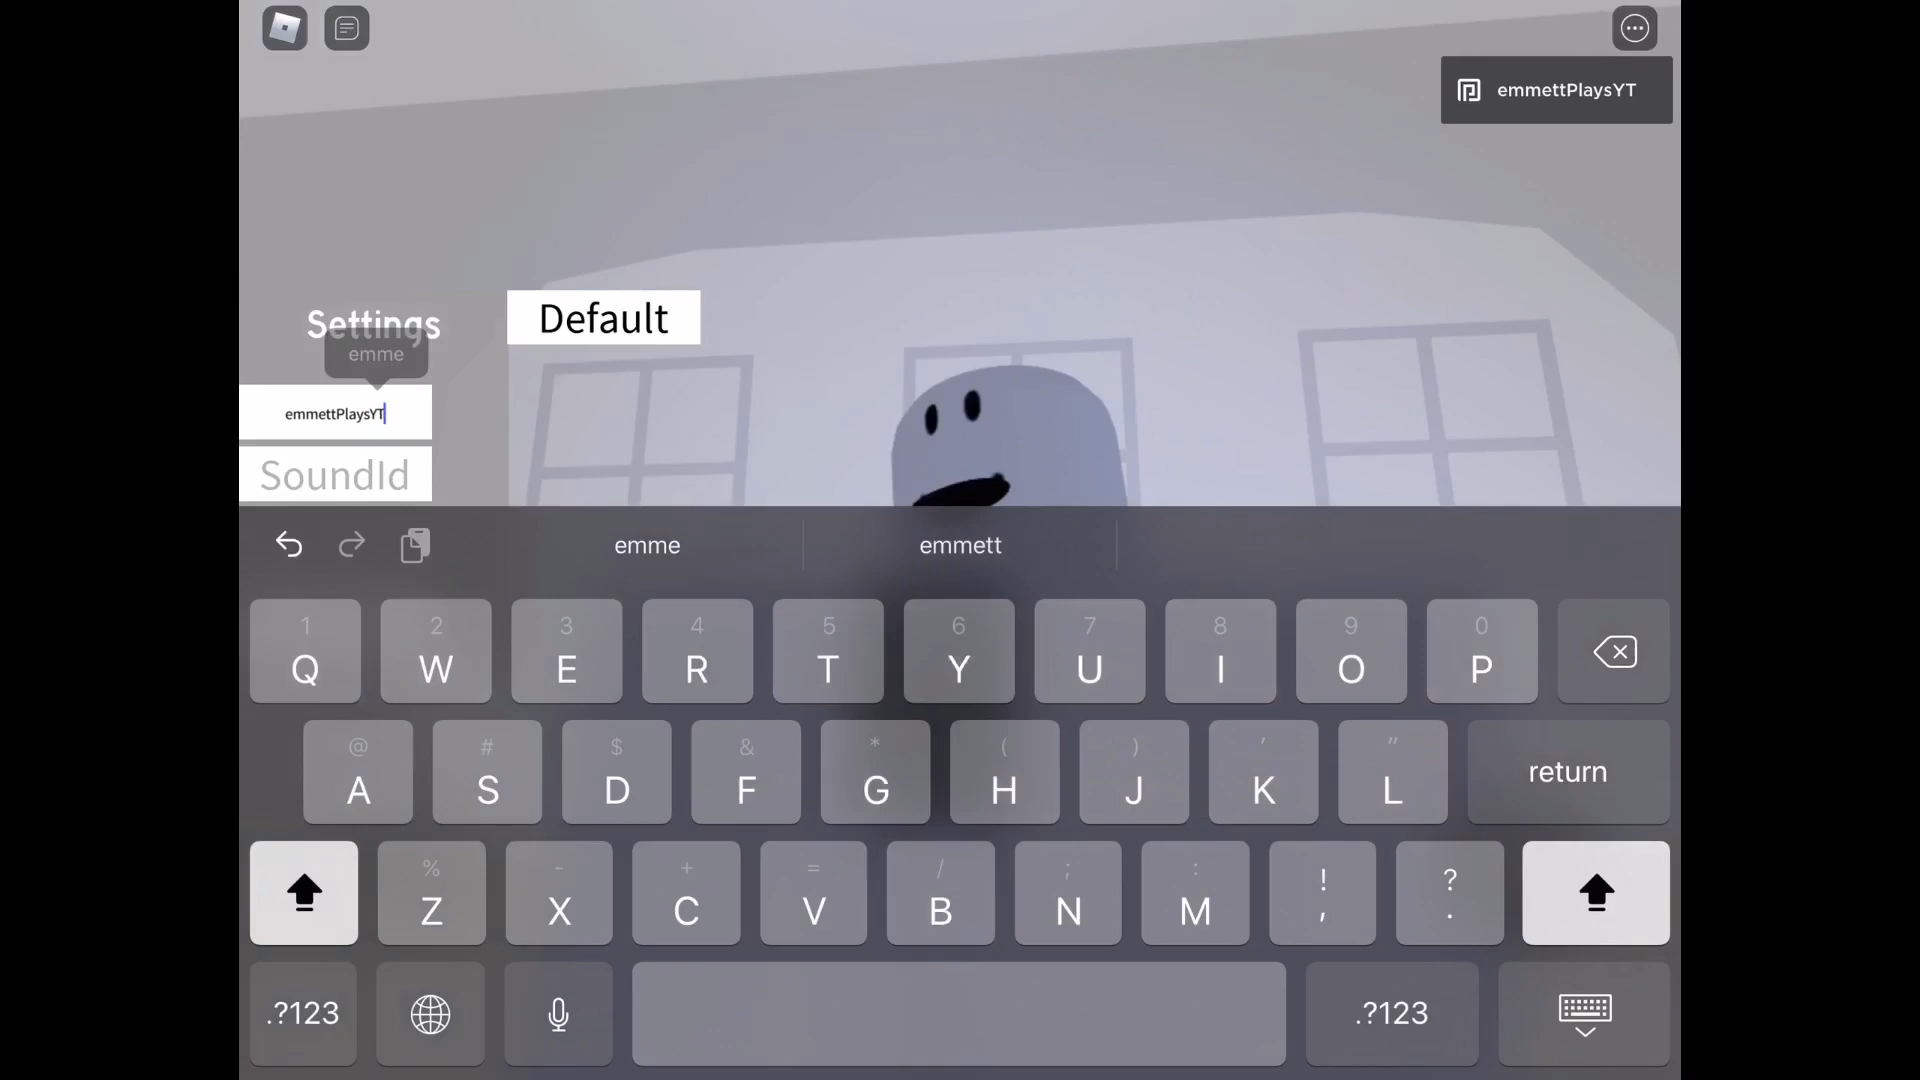 emmettPlaysYT
Settings
Default
emme
emmettPlaysYT
SoundId
emme emmett
1 2 3 4 5 6 7 8 9 0
Q W E R T Y U I O P
@ # $ & * ( ) ' "
A S D F G H J K L return
% - + = / ; : ! ?
Z X C V B N M , .
.?123 .?123